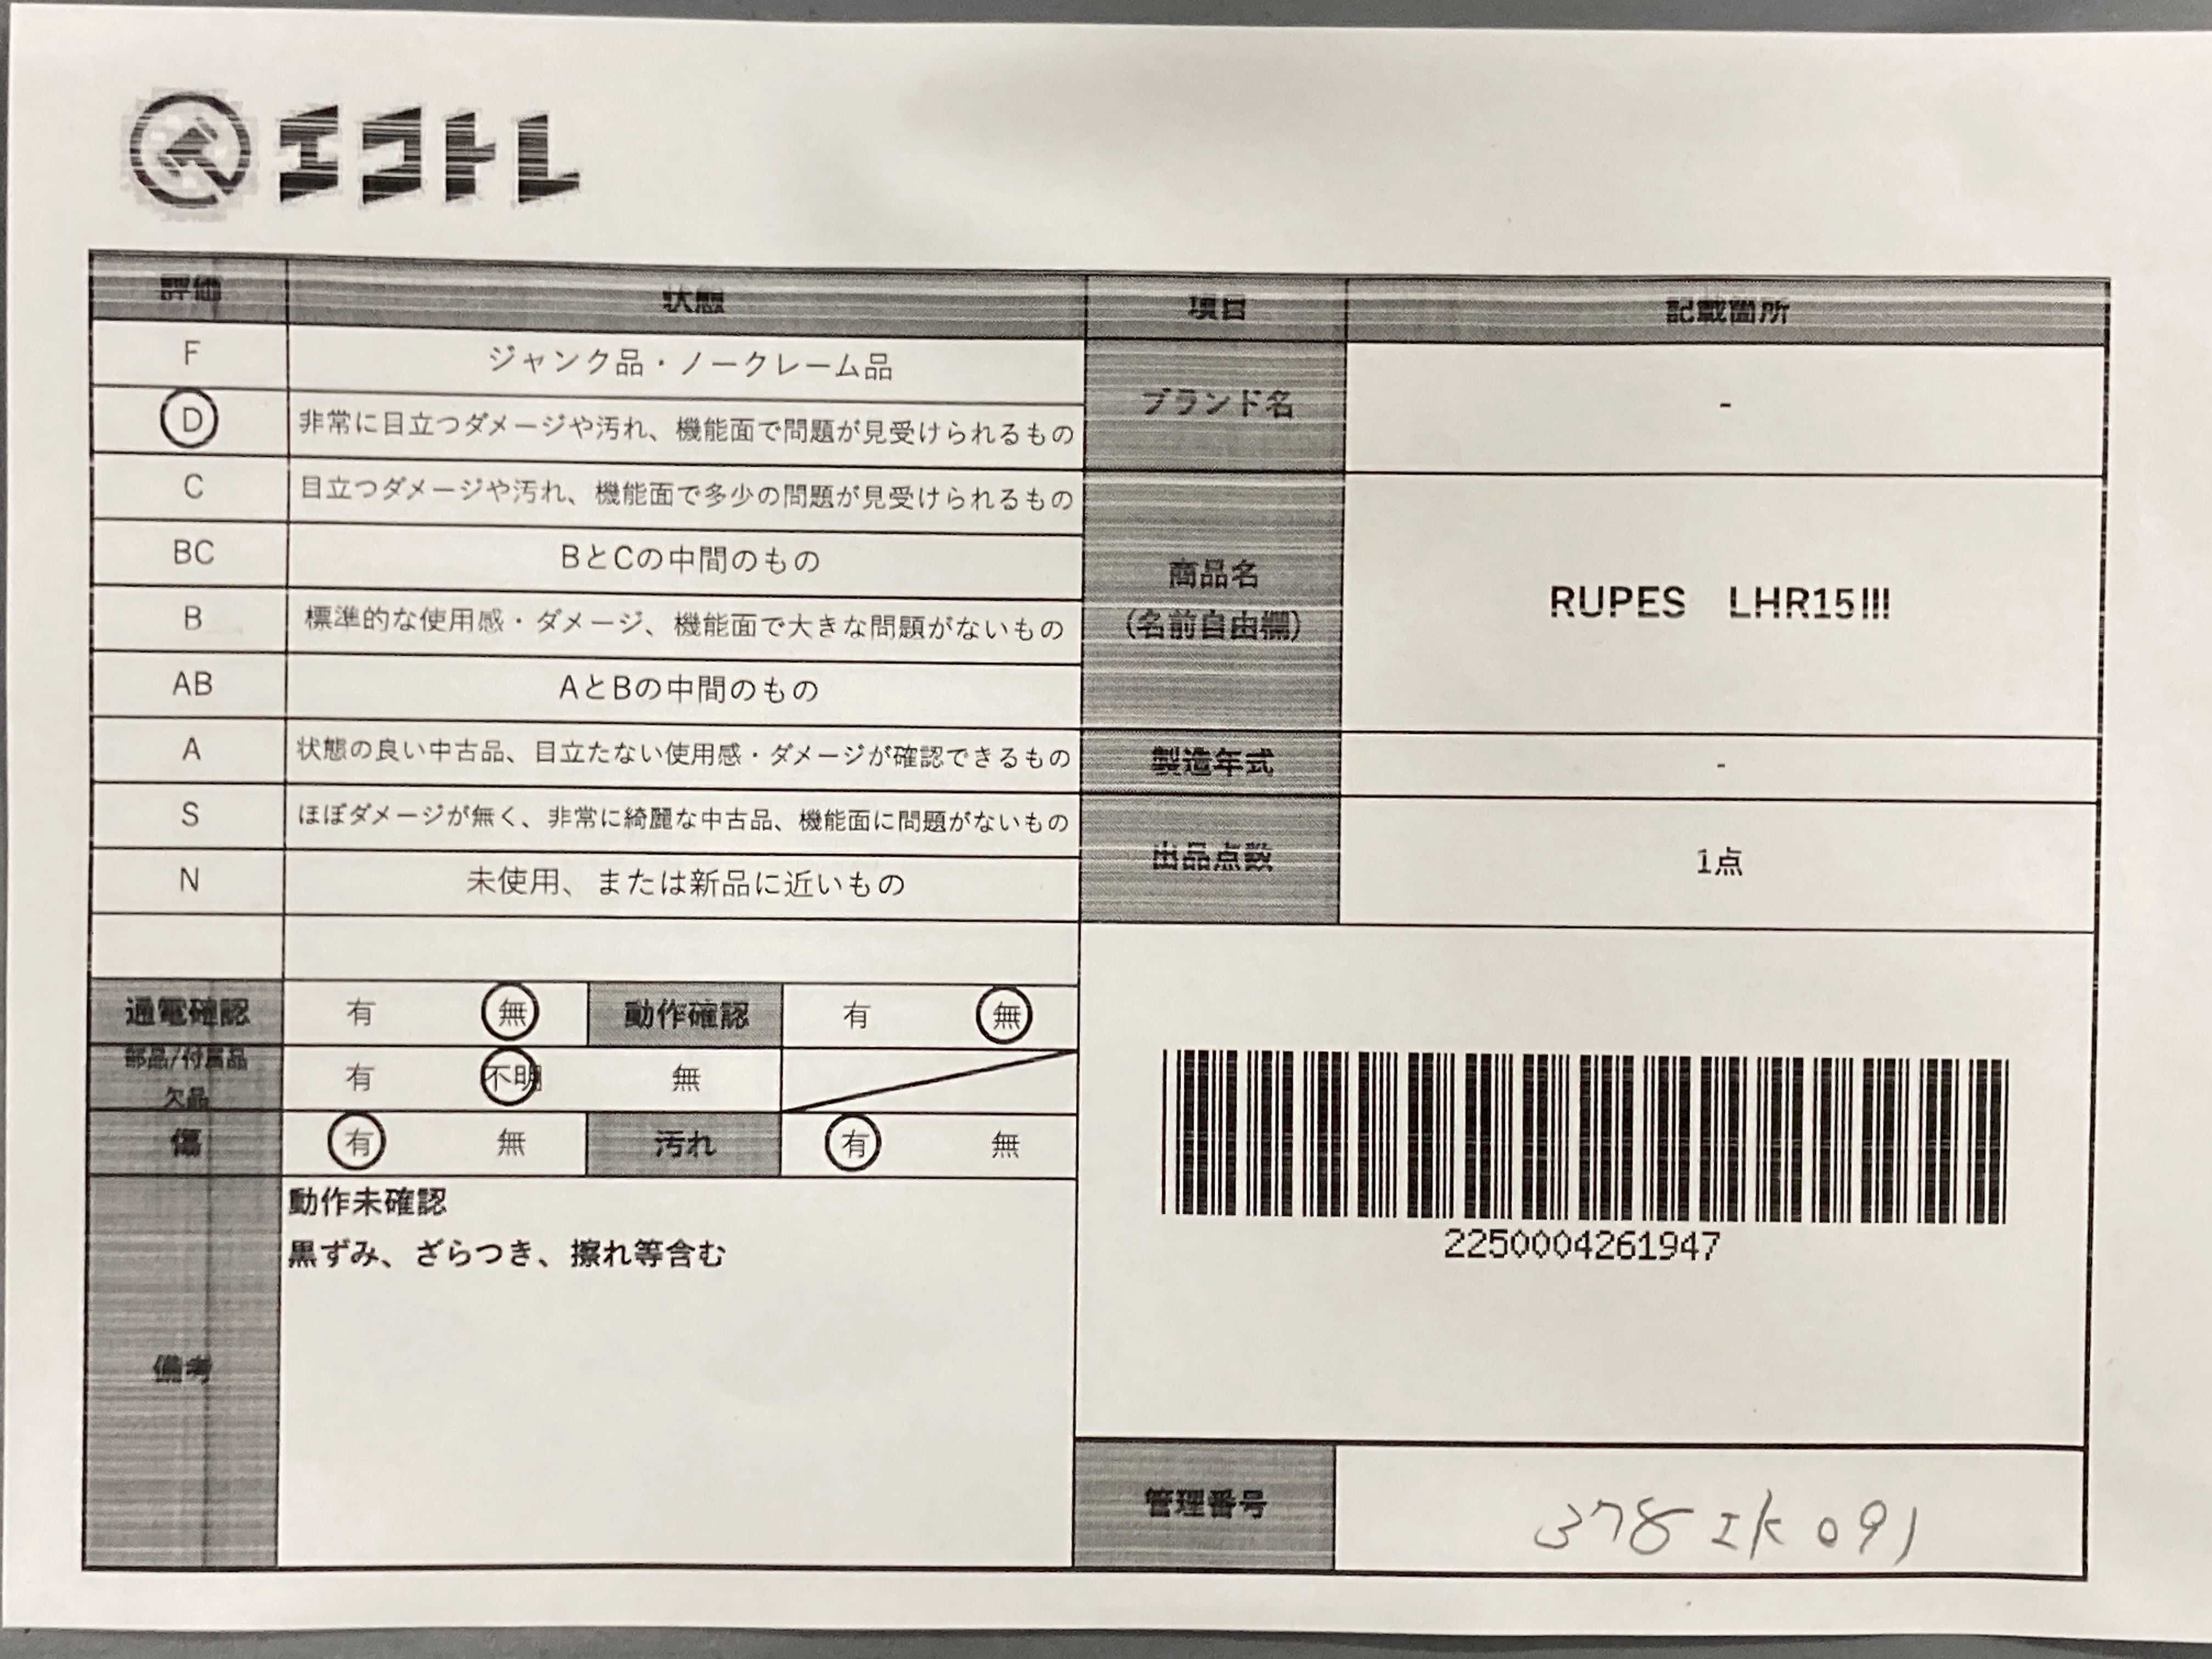 エコトレ
評価 状態 項目 記載箇所
F ジャンク品・ノークレーム品
D 非常に目立つダメージや汚れ、機能面で問題が見受けられるもの
ブランド名 -
C 目立つダメージや汚れ、機能面で多少の問題が見受けられるもの
BC BとCの中間のもの
B 標準的な使用感・ダメージ、機能面で大きな問題がないもの
商品名
(名前自由欄)
RUPES LHR15III
AB AとBの中間のもの
A 状態の良い中古品、目立たない使用感・ダメージが確認できるもの
製造年式 -
S ほぼダメージが無く、非常に綺麗な中古品、機能面に問題がないもの
出品点数 1点
N 未使用、または新品に近いもの
通電確認 有 無 動作確認 有 無
部品/付属品
欠品
有 不明 無
傷 有 無 汚れ 有 無
備考
動作未確認
黒ずみ、ざらつき、擦れ等含む
2250004261947
管理番号 378 IK 091